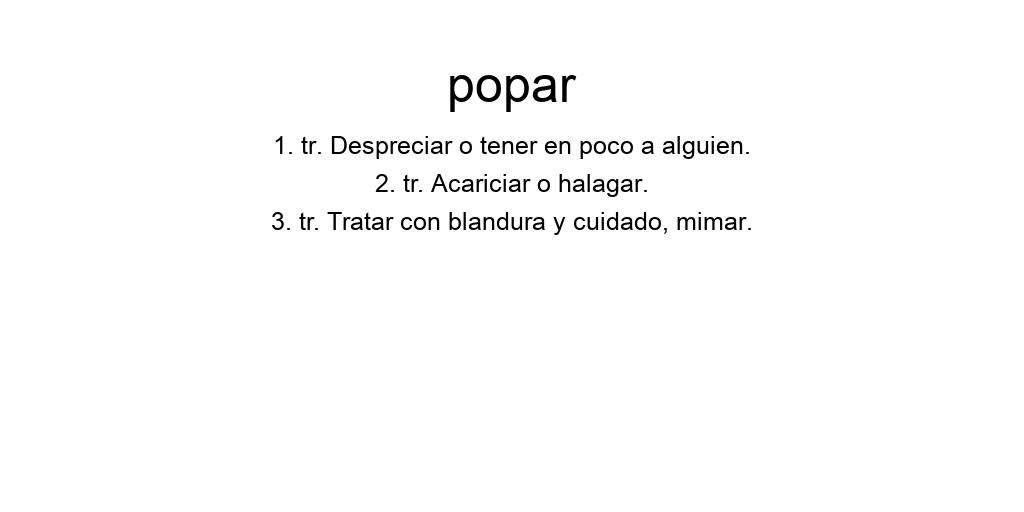 popar
1. tr. Despreciar o tener en poco a alguien.
2. tr. Acariciar o halagar.
3. tr. Tratar con blandura y cuidado, mimar.